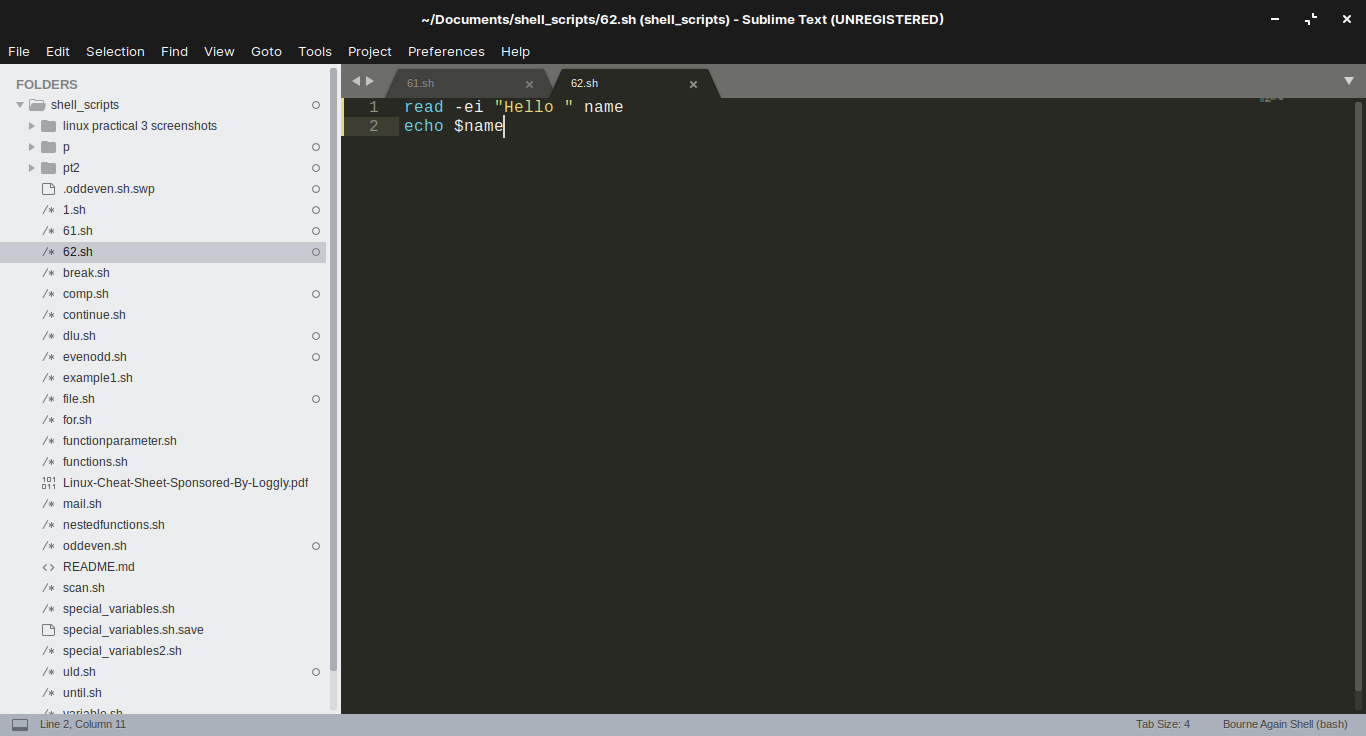 ~/Documents/shell_scripts/62.sh (shell_scripts) - Sublime Text (UNREGISTERED)
File Edit Selection Find View Goto Tools Project Preferences Help
FOLDERS
shell_scripts
linux practical 3 screenshots
p
pt2
.oddeven.sh.swp
1.sh
61.sh
62.sh
break.sh
comp.sh
continue.sh
dlu.sh
evenodd.sh
example1.sh
file.sh
for.sh
functionparameter.sh
functions.sh
Linux-Cheat-Sheet-Sponsored-By-Loggly.pdf
mail.sh
nestedfunctions.sh
oddeven.sh
README.md
scan.sh
special_variables.sh
special_variables.sh.save
special_variables2.sh
uld.sh
until.sh
variable.sh
61.sh 62.sh
1 read -ei "Hello " name
2 echo $name
Line 2, Column 11 Tab Size: 4 Bourne Again Shell (bash)